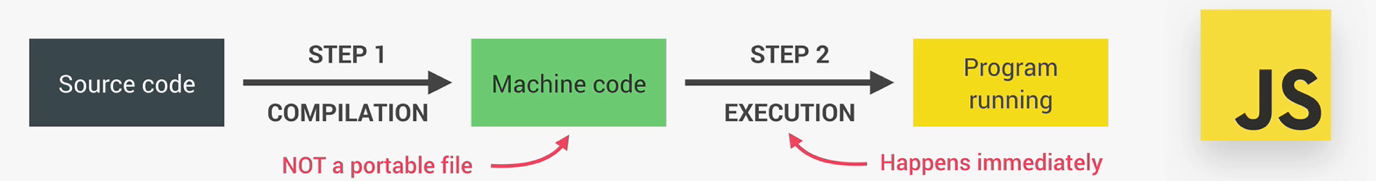 Source code
STEP 1
COMPILATION
Machine code
NOT a portable file
STEP 2
EXECUTION
Happens immediately
Program
running
JS